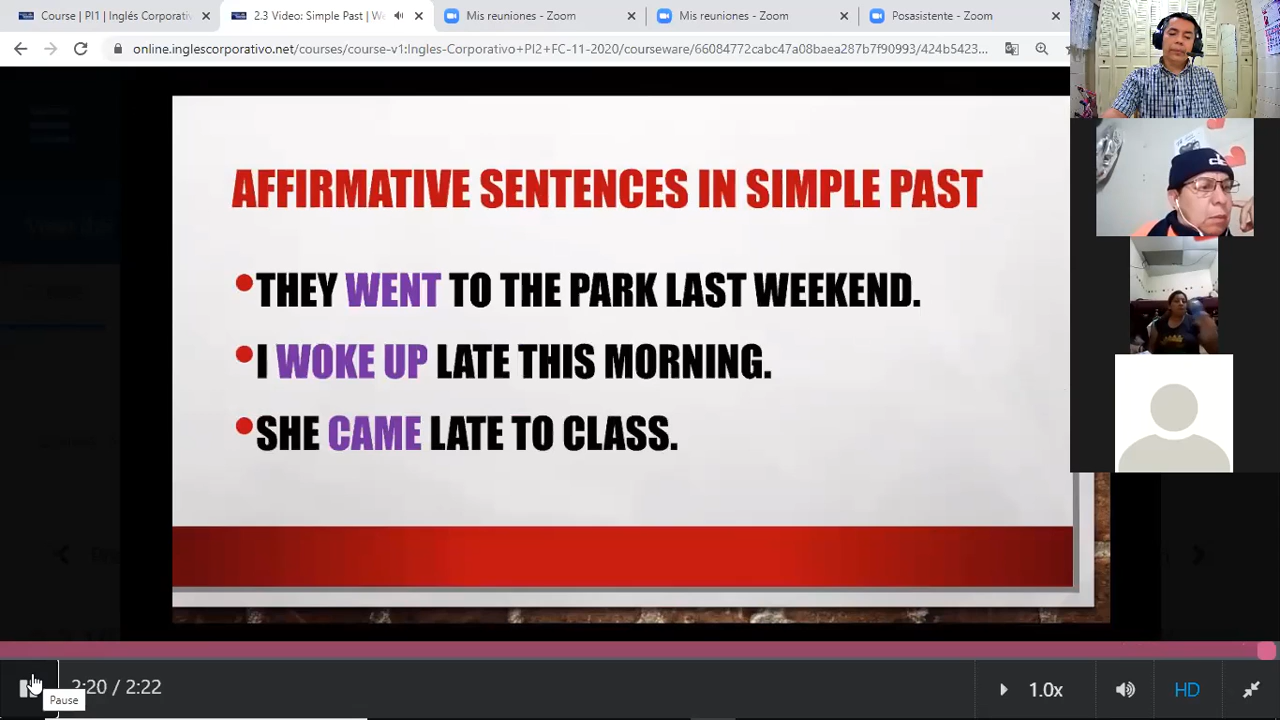 Course | PI1 | Inglés Corporativ
2.3 Video: Simple Past | We
Mis reuniones - Zoom
Mis reuniones - Zoom
Posasistente - Zoom
online.inglescorporativo.net/courses/course-v1:Ingles-Corporativo+PI2+FC-11-2020/courseware/66084772cabc47a08baea287b7f90993/424b5423...
AFFIRMATIVE SENTENCES IN SIMPLE PAST
•THEY WENT TO THE PARK LAST WEEKEND.
•I WOKE UP LATE THIS MORNING.
•SHE CAME LATE TO CLASS.
2:20 / 2:22
Pause
1.0x
HD